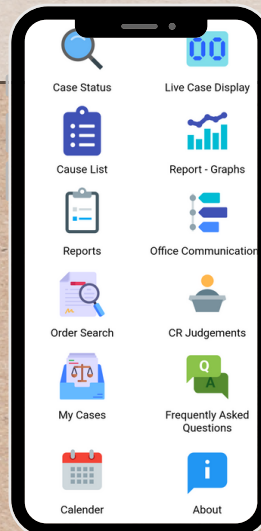 00
Case Status Live Case Display
Cause List Report - Graphs
Reports Office Communication
Order Search CR Judgements
Q
A
My Cases Frequently Asked
Questions
i
Calender About